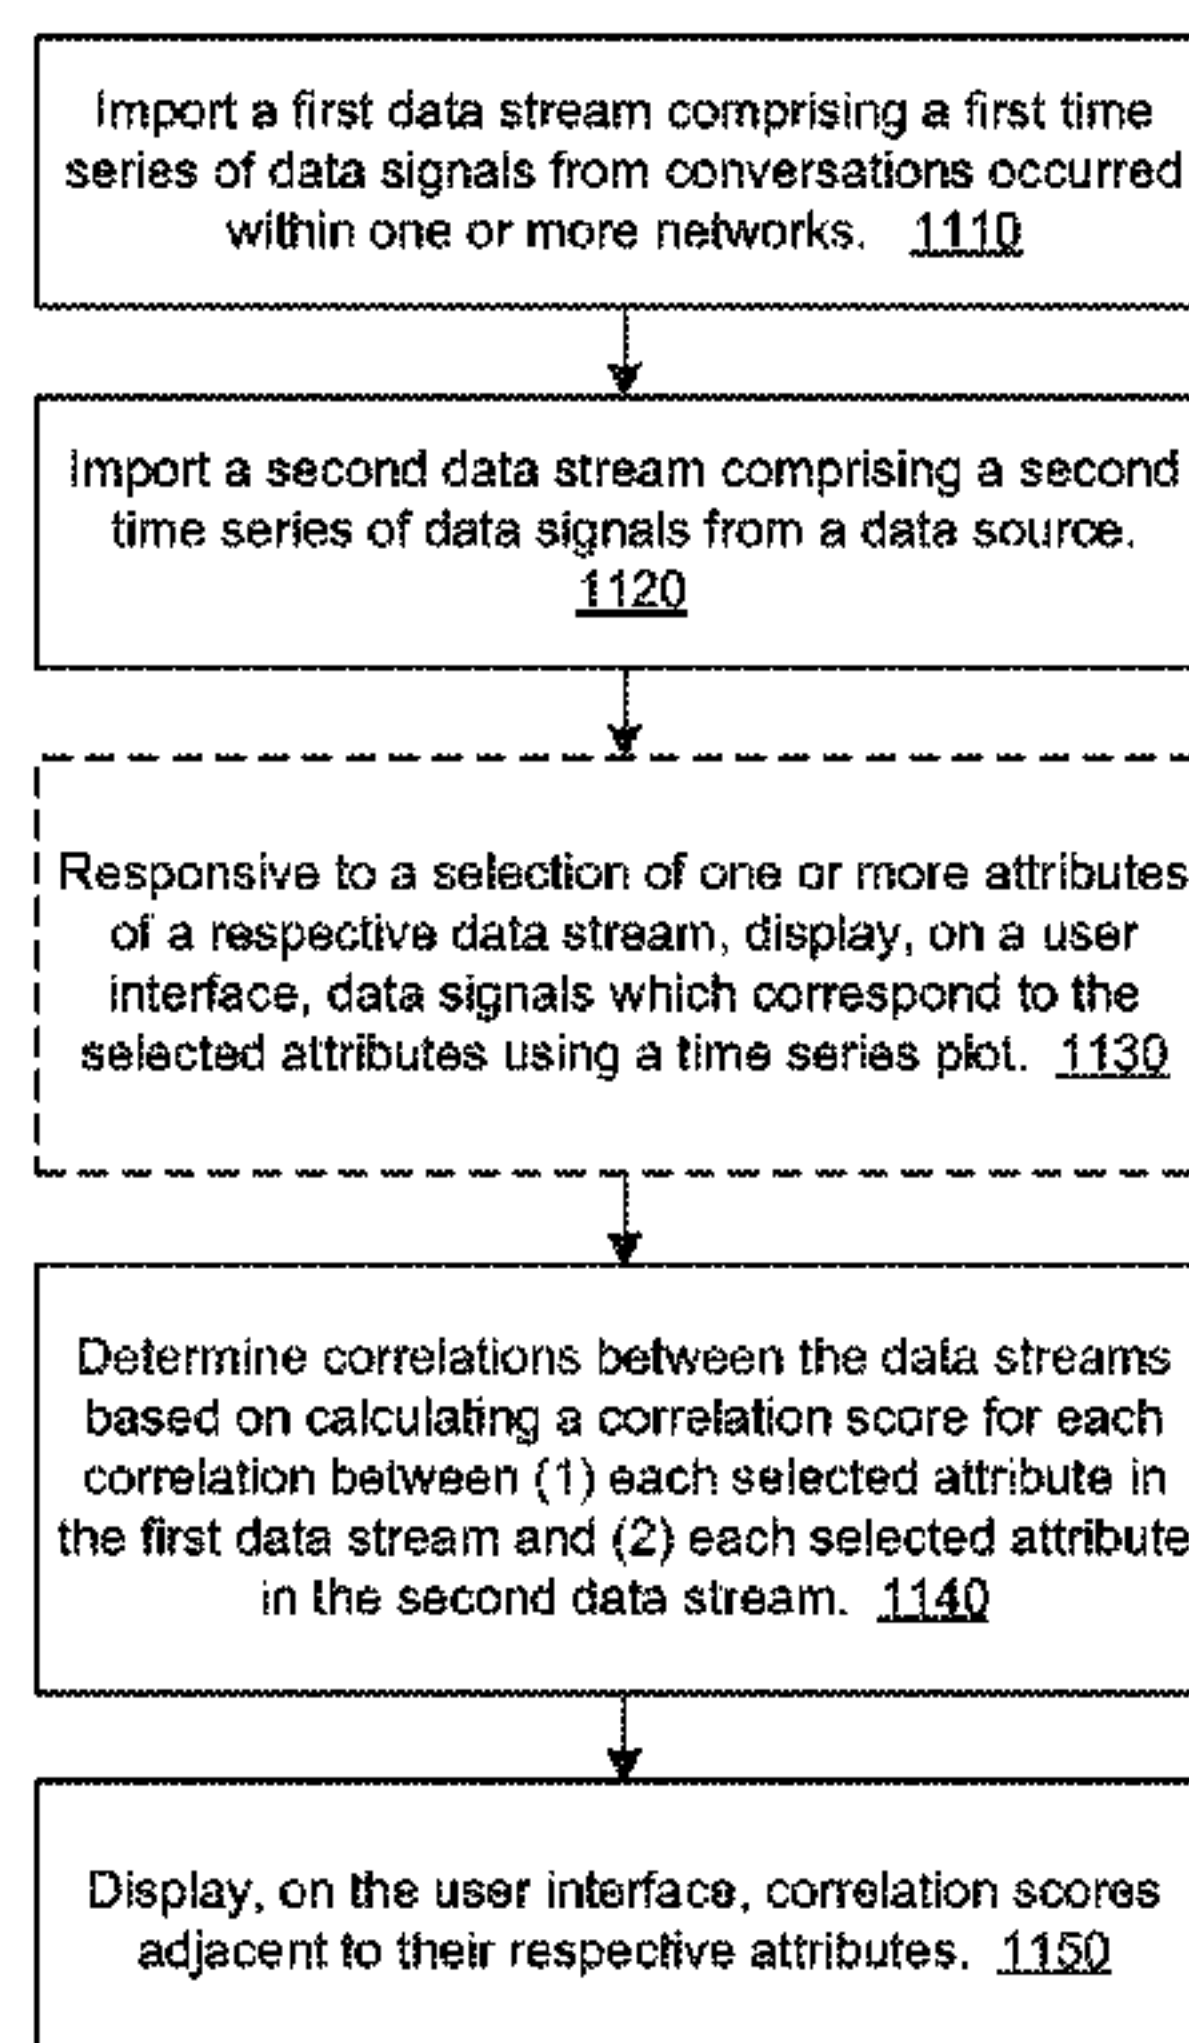 Import a first data stream comprising a first time
series of data signals from conversations occurred
within one or more networks. 1110
Import a second data stream comprising a second
time series of data signals from a data source.
1120
Responsive to a selection of one or more attributes
of a respective data stream, display, on a user
interface, data signals which correspond to the
selected attributes using a time series plot. 1130
Determine correlations between the data streams
based on calculating a correlation score for each
correlation between (1) each selected attribute in
the first data stream and (2) each selected attribute
in the second data stream. 1140
Display, on the user interface, correlation scores
adjacent to their respective attributes. 1150